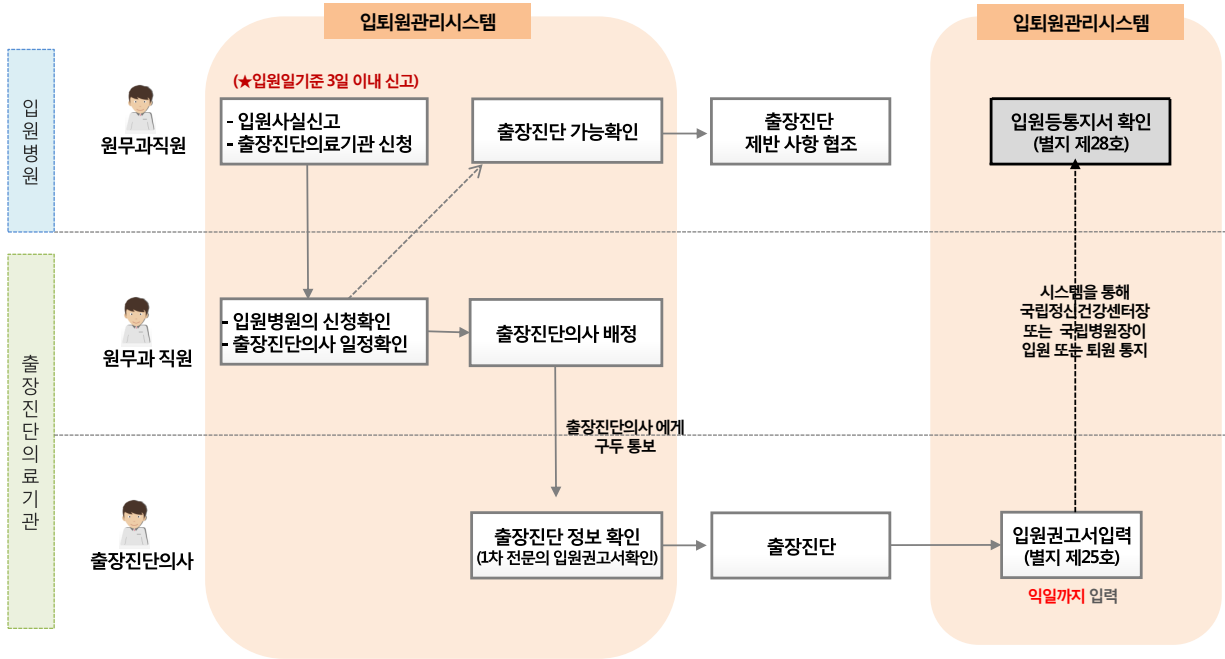 입퇴원관리시스템
입퇴원관리시스템
입원병원
원무과직원
(★입원일기준 3일 이내 신고)
- 입원사실신고
- 출장진단의료기관 신청
출장진단 가능확인
출장진단
제반 사항 협조
입원등통지서 확인
(별지 제28호)
출장진단의료기관
원무과 직원
- 입원병원의 신청확인
- 출장진단의사 일정확인
출장진단의사 배정
시스템을 통해
국립정신건강센터장
또는 국립병원장이
입원 또는 퇴원 통지
출장진단의사 에게
구두 통보
출장진단의사
출장진단 정보 확인
(1차 전문의 입원권고서확인)
출장진단
입원권고서입력
(별지 제25호)
익일까지 입력